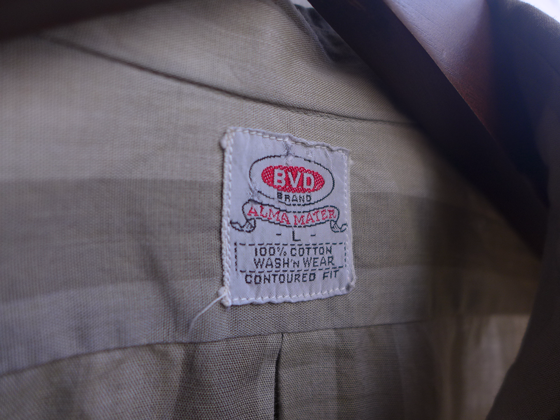 BVD
BRAND
ALMA MATER
- L -
100% COTTON
WASH'N WEAR
CONTOURED FIT